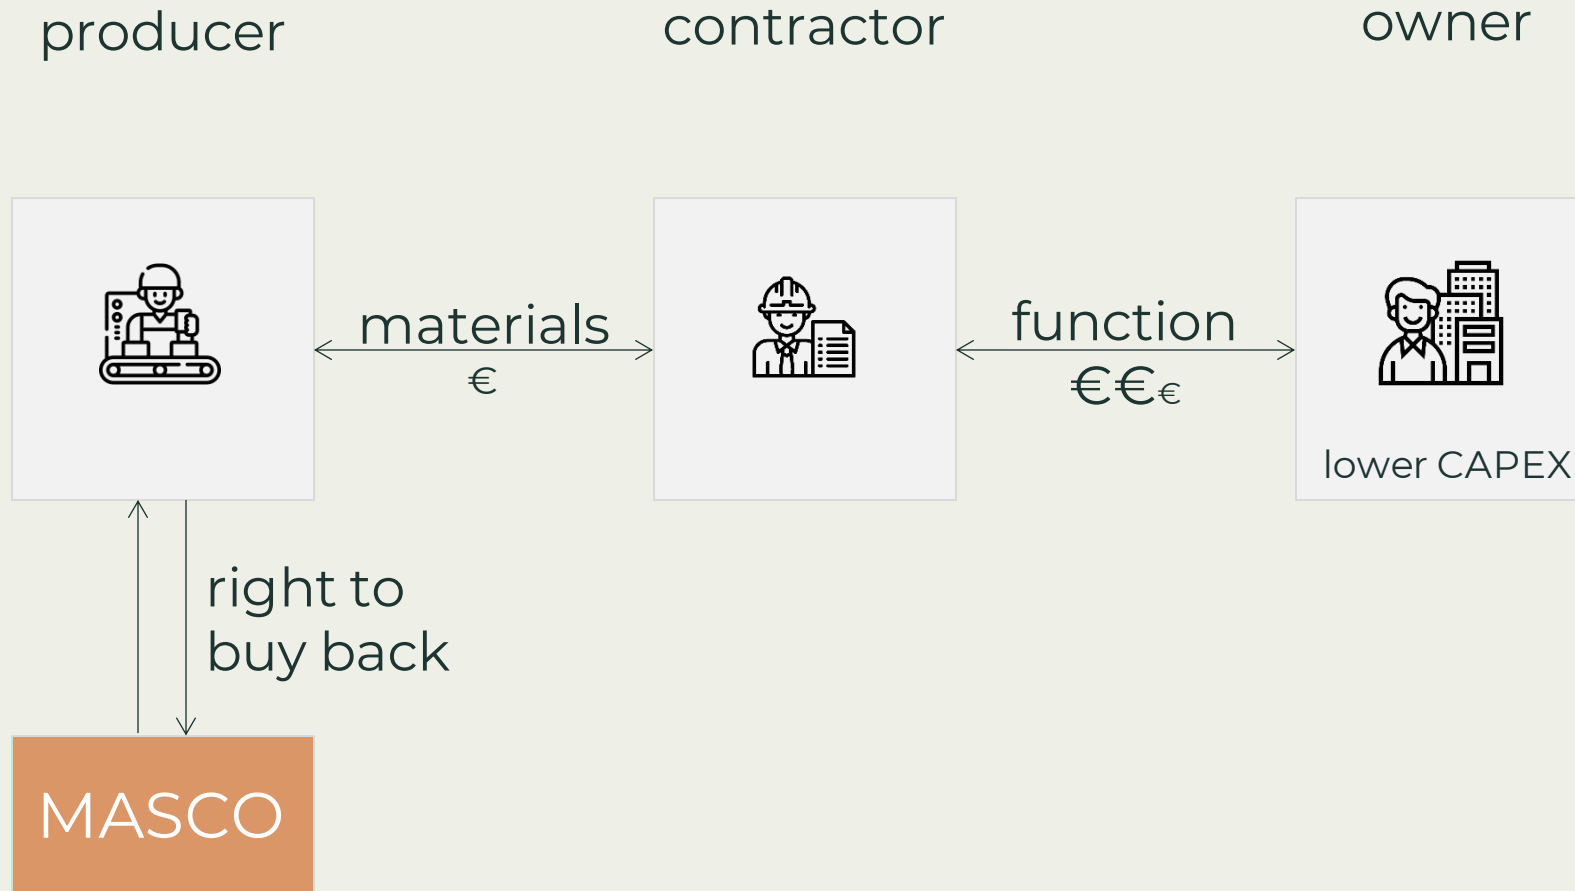 producer
contractor
owner
materials
€
function
€€€
lower CAPEX
right to
buy back
MASCO